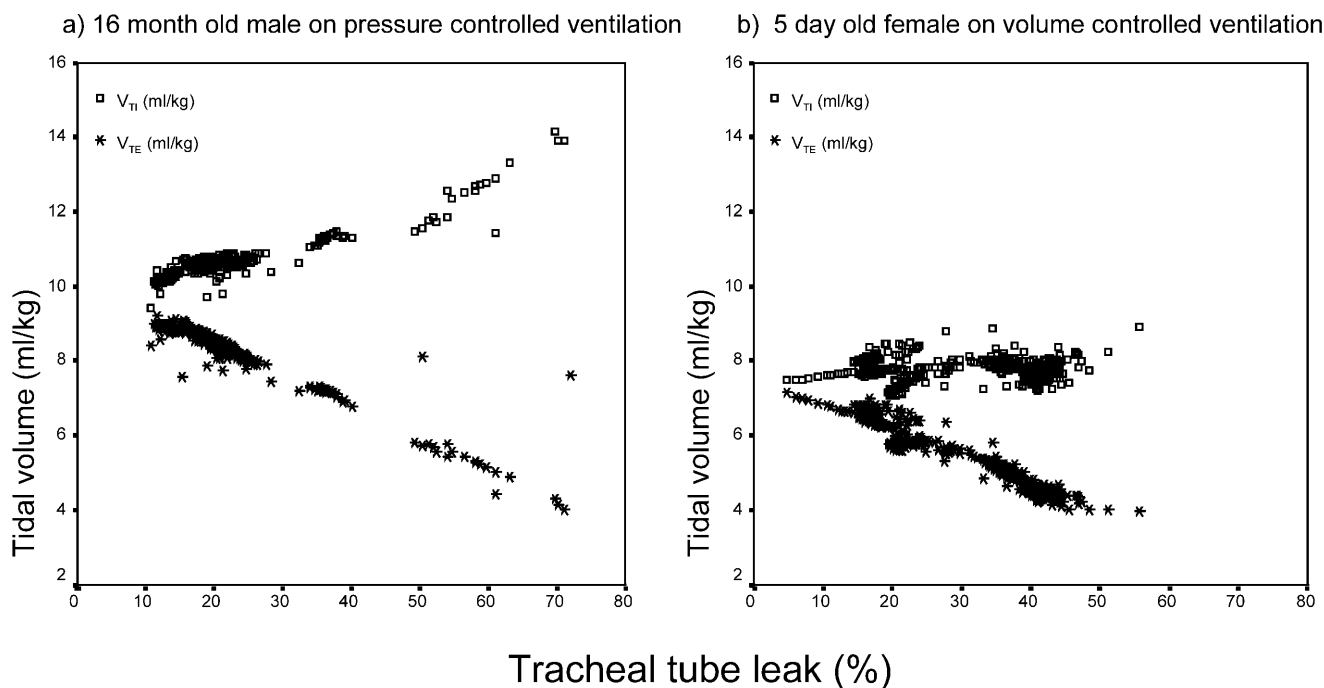 a) 16 month old male on pressure controlled ventilation
b) 5 day old female on volume controlled ventilation
16
14
12
10
8
6
4
2
0 10 20 30 40 50 60 70 80
Tidal volume (ml/kg)
V_TI (ml/kg)
V_TE (ml/kg)
16
14
12
10
8
6
4
2
0 10 20 30 40 50 60 70 80
Tidal volume (ml/kg)
V_TI (ml/kg)
V_TE (ml/kg)
Tracheal tube leak (%)